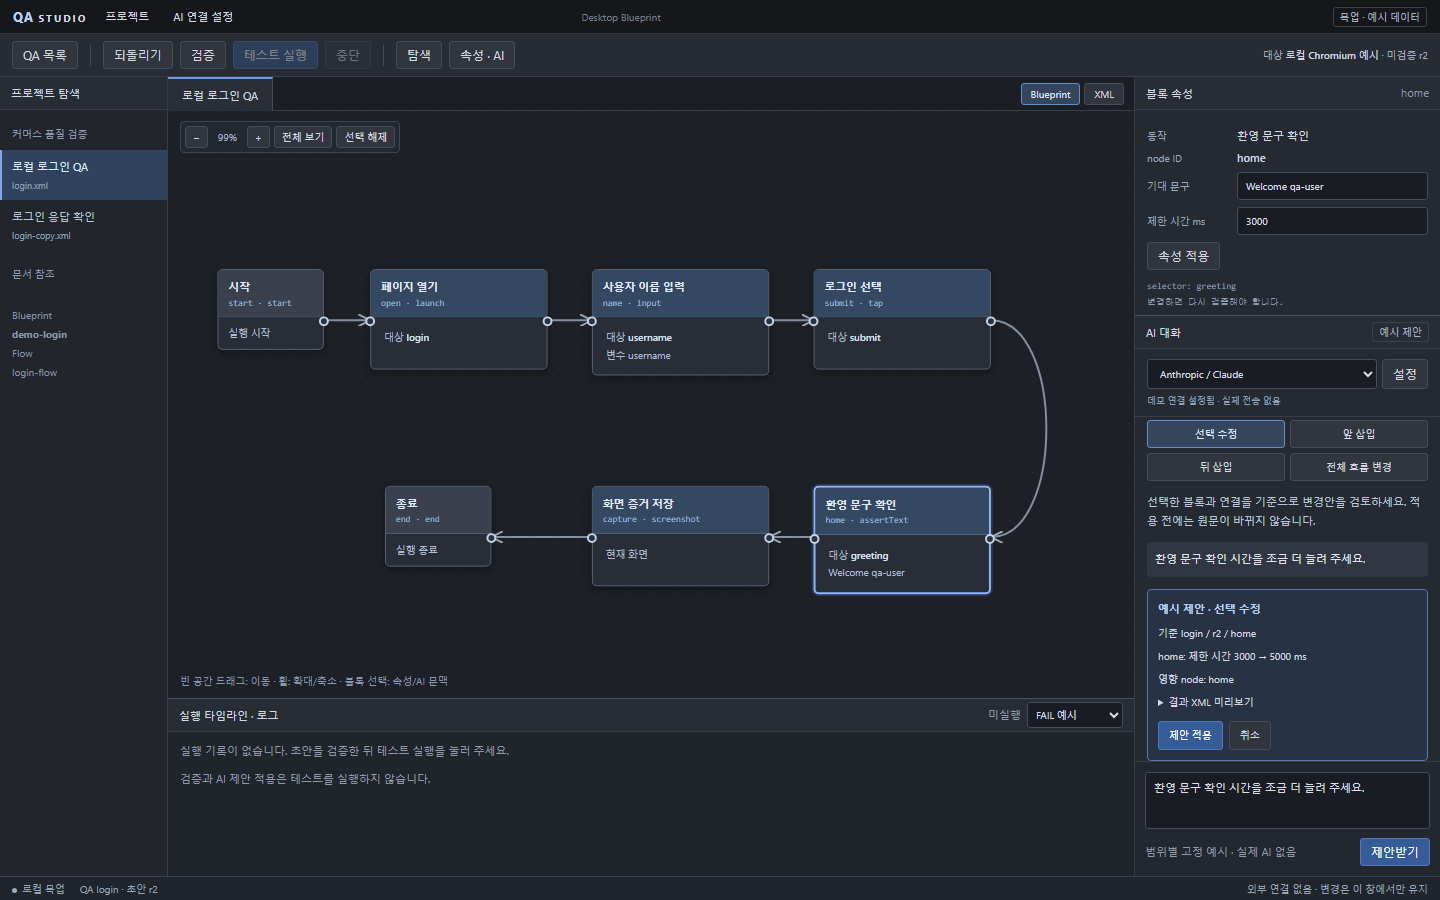 QA STUDIO 프로젝트 AI 연결 설정 Desktop Blueprint 목업 · 예시 데이터
QA 목록 되돌리기 검증 테스트 실행 중단 탐색 속성 · AI 대상 로컬 Chromium 예시 · 미검증 r2
프로젝트 탐색
커머스 품질 검증
로컬 로그인 QA
login.xml
로그인 응답 확인
login-copy.xml
문서 참조
Blueprint
demo-login
Flow
login-flow
로컬 로그인 QA Blueprint XML
− 99% + 전체 보기 선택 해제
시작
start · start
실행 시작
페이지 열기
open · launch
대상 login
사용자 이름 입력
name · input
대상 username
변수 username
로그인 선택
submit · tap
대상 submit
종료
end · end
실행 종료
화면 증거 저장
capture · screenshot
현재 화면
환영 문구 확인
home · assertText
대상 greeting
Welcome qa-user
빈 공간 드래그: 이동 · 휠: 확대/축소 · 블록 선택: 속성/AI 문맥
실행 타임라인 · 로그 미실행 FAIL 예시
실행 기록이 없습니다. 초안을 검증한 뒤 테스트 실행을 눌러 주세요.
검증과 AI 제안 적용은 테스트를 실행하지 않습니다.
블록 속성 home
동작 환영 문구 확인
node ID home
기대 문구 Welcome qa-user
제한 시간 ms 3000
속성 적용
selector: greeting
변경하면 다시 검증해야 합니다.
AI 대화 예시 제안
Anthropic / Claude 설정
데모 연결 설정됨 · 실제 전송 없음
선택 수정 앞 삽입
뒤 삽입 전체 흐름 변경
선택한 블록과 연결을 기준으로 변경안을 검토하세요. 적
용 전에는 원문이 바뀌지 않습니다.
환영 문구 확인 시간을 조금 더 늘려 주세요.
예시 제안 · 선택 수정
기준 login / r2 / home
home: 제한 시간 3000 → 5000 ms
영향 node: home
▶ 결과 XML 미리보기
제안 적용 취소
환영 문구 확인 시간을 조금 더 늘려 주세요.
범위별 고정 예시 · 실제 AI 없음 제안받기
● 로컬 목업 QA login · 초안 r2 외부 연결 없음 · 변경은 이 창에서만 유지